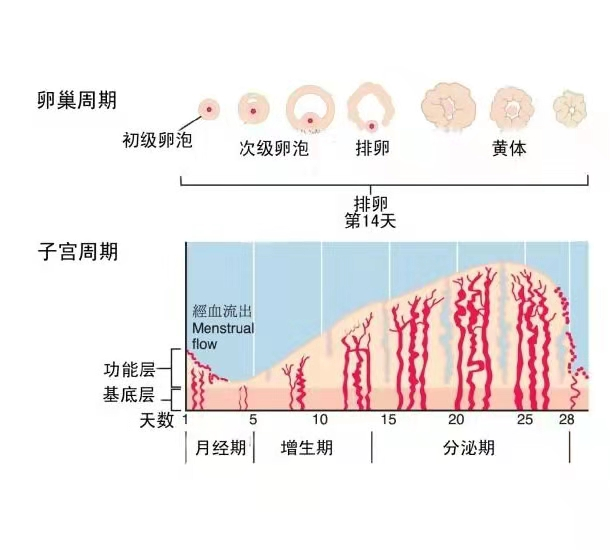 卵巢周期
初级卵泡
次级卵泡
排卵
黄体
排卵
第14天
子宫周期
經血流出
Menstrual
flow
功能层
基底层
天数 1 5 10 15 20 25 28
月经期 增生期 分泌期